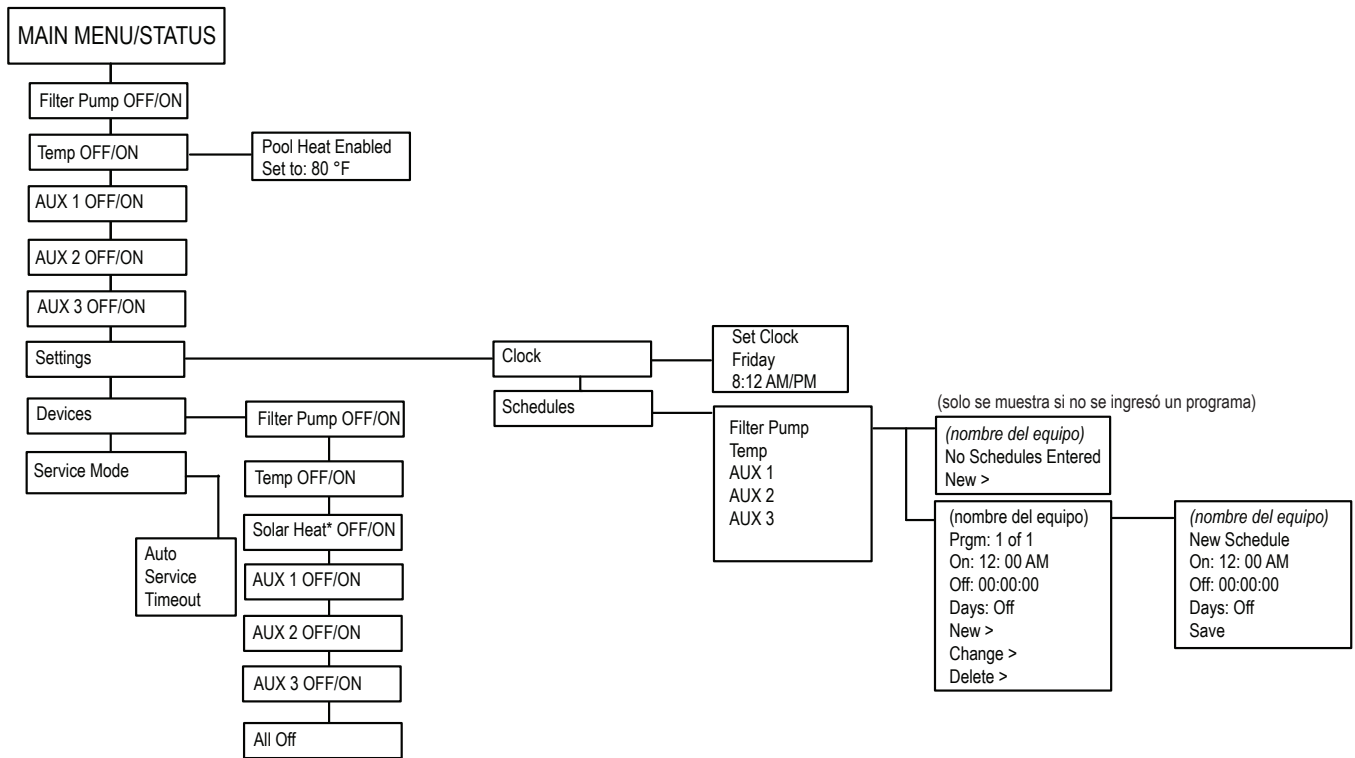 MAIN MENU/STATUS
Filter Pump OFF/ON
Temp OFF/ON
Pool Heat Enabled
Set to: 80 °F
AUX 1 OFF/ON
AUX 2 OFF/ON
AUX 3 OFF/ON
Settings
Clock
Set Clock
Friday
8:12 AM/PM
Schedules
Filter Pump
Temp
AUX 1
AUX 2
AUX 3
(solo se muestra si no se ingresó un programa)
(nombre del equipo)
No Schedules Entered
New >
(nombre del equipo)
Prgm: 1 of 1
On: 12: 00 AM
Off: 00:00:00
Days: Off
New >
Change >
Delete >
(nombre del equipo)
New Schedule
On: 12: 00 AM
Off: 00:00:00
Days: Off
Save
Devices
Filter Pump OFF/ON
Temp OFF/ON
Solar Heat* OFF/ON
AUX 1 OFF/ON
AUX 2 OFF/ON
AUX 3 OFF/ON
All Off
Service Mode
Auto
Service
Timeout